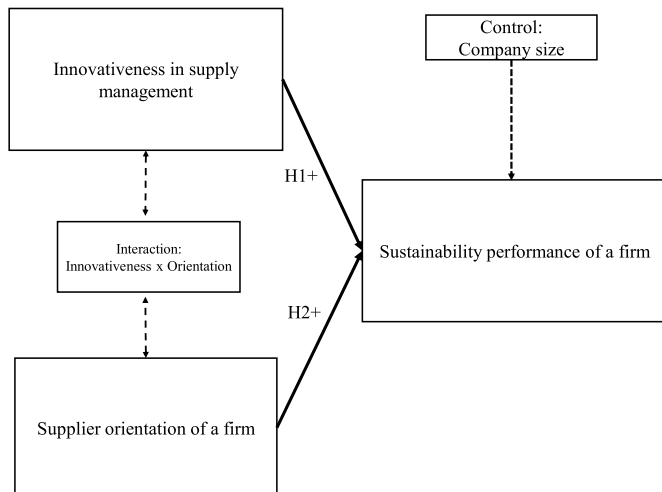 Innovativeness in supply
management
Control:
Company size
H1+
Interaction:
Innovativeness x Orientation
Sustainability performance of a firm
H2+
Supplier orientation of a firm